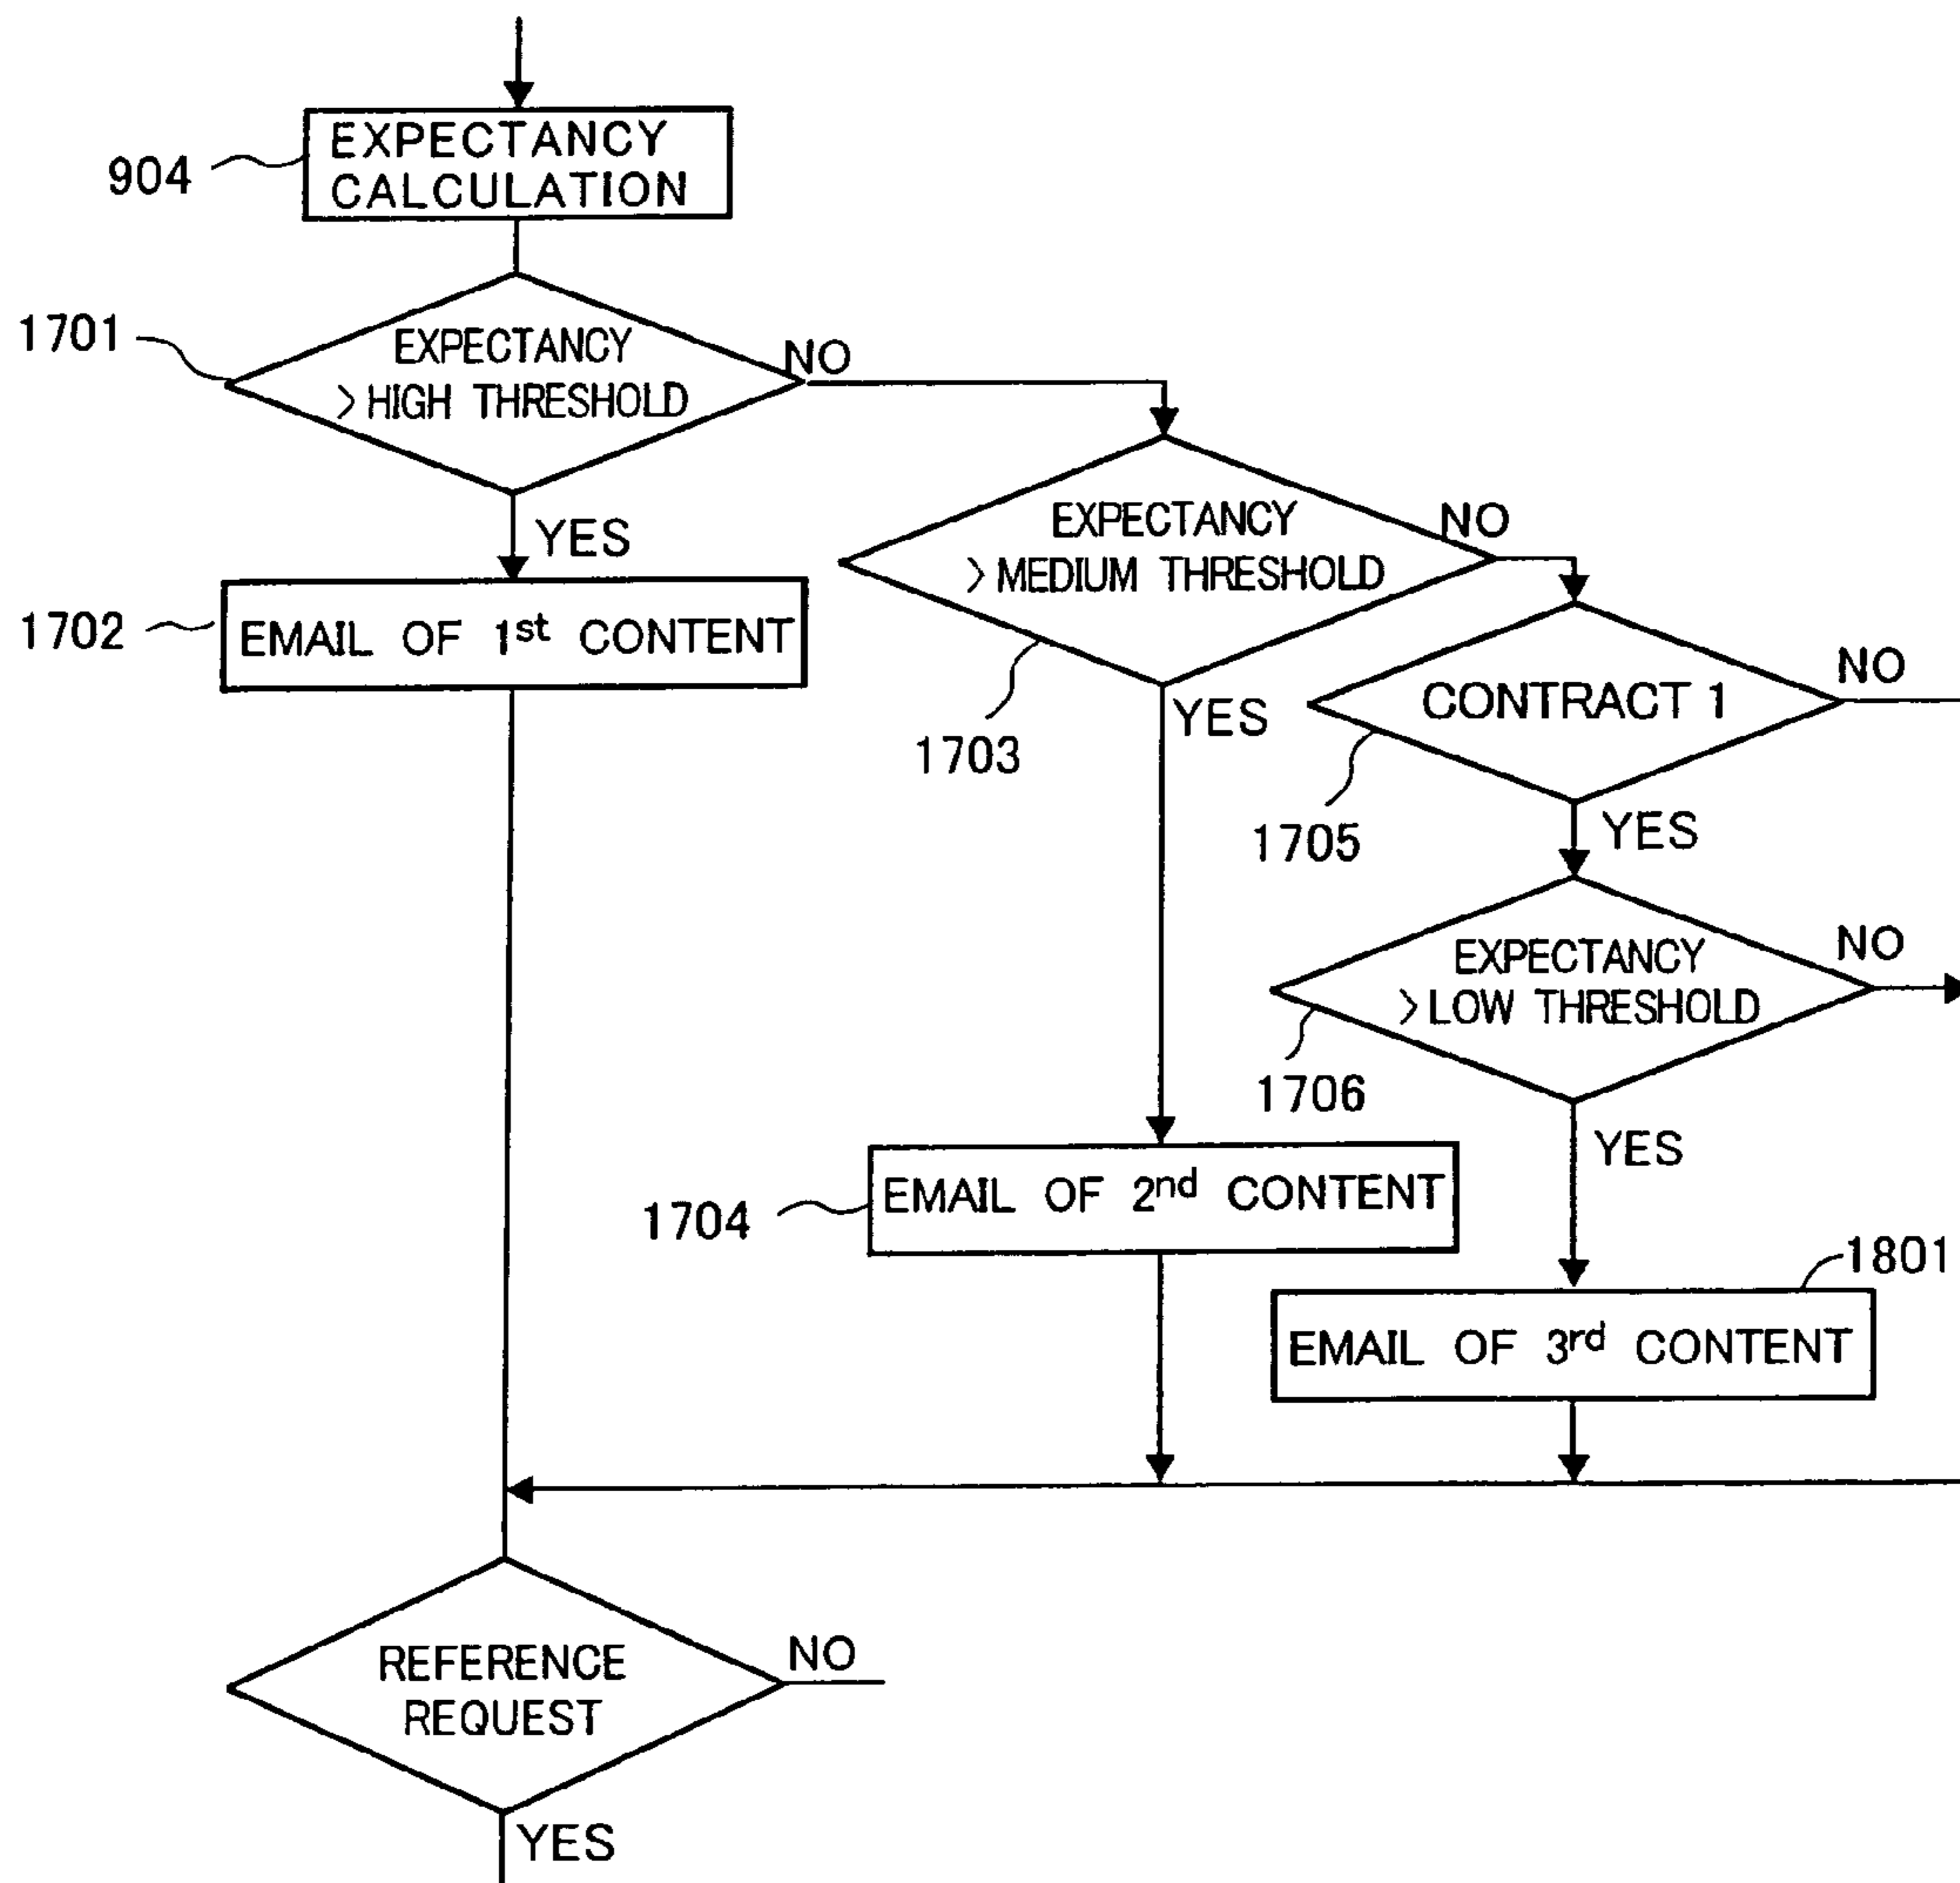 EXPECTANCY
CALCULATION
904
1701
EXPECTANCY
> HIGH THRESHOLD
NO
YES
1702
EMAIL OF 1st CONTENT
EXPECTANCY
> MEDIUM THRESHOLD
NO
YES
1703
CONTRACT 1
NO
YES
1705
EXPECTANCY
> LOW THRESHOLD
NO
YES
1706
1704
EMAIL OF 2nd CONTENT
1801
EMAIL OF 3rd CONTENT
REFERENCE
REQUEST
NO
YES